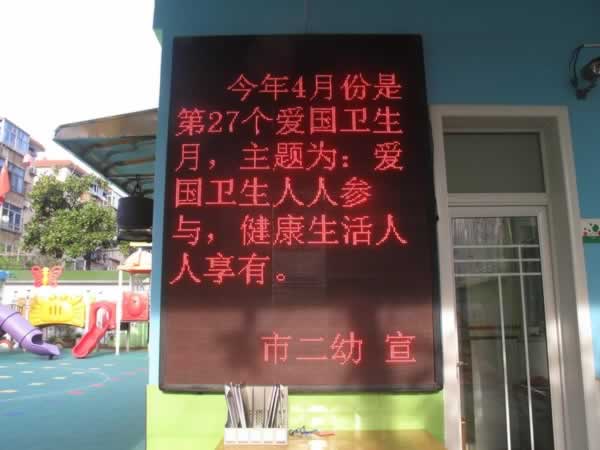 今年4月份是
第27个爱国卫生
月，主题为：爱
国卫生人人参
与，健康生活人
人享有。
市二幼 宣